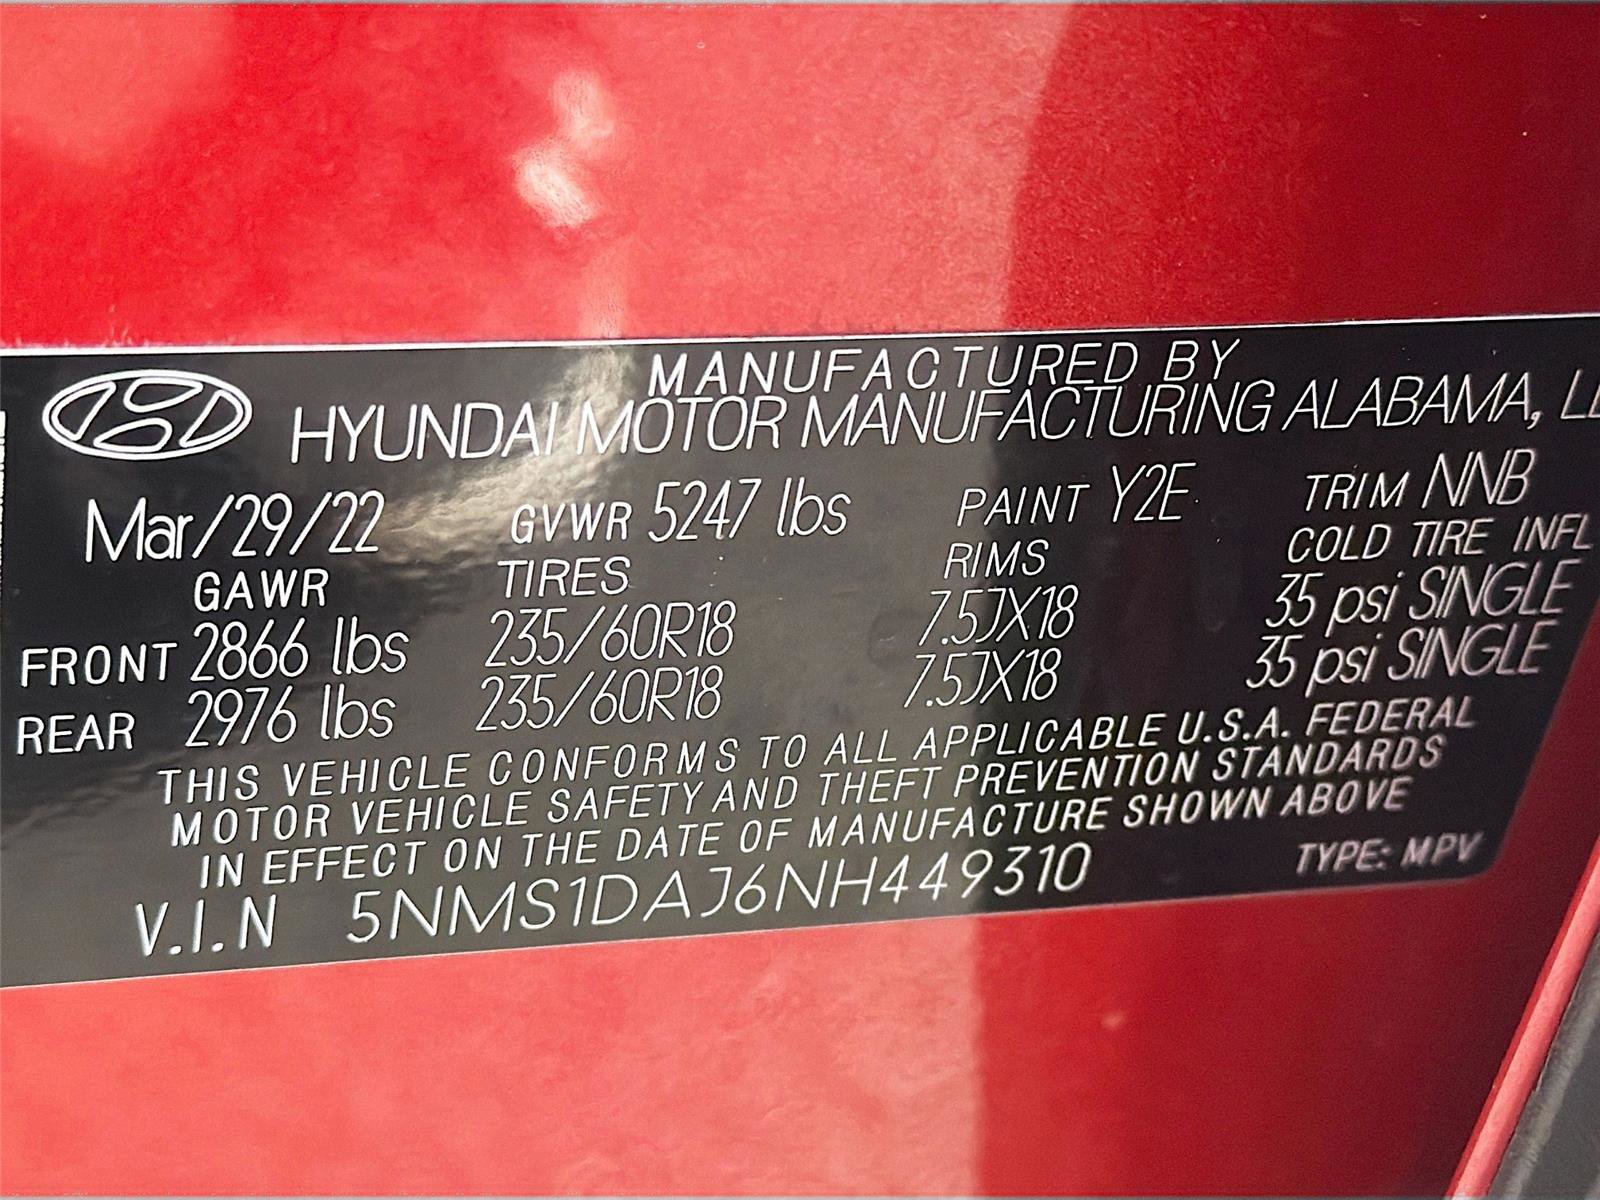 MANUFACTURED BY
HYUNDAI MOTOR MANUFACTURING ALABAMA,
Mar/29/22 GVWR 5247 lbs PAINT Y2E TRIM NNB
GAWR TIRES RIMS COLD TIRE INFL
FRONT 2866 lbs 235/60R18 7.5JX18 35 psi SINGLE
REAR 2976 lbs 235/60R18 7.5JX18 35 psi SINGLE
THIS VEHICLE CONFORMS TO ALL APPLICABLE U.S.A. FEDERAL
MOTOR VEHICLE SAFETY AND THEFT PREVENTION STANDARDS
IN EFFECT ON THE DATE OF MANUFACTURE SHOWN ABOVE
V.I.N 5NMS1DAJ6NH449310 TYPE: MPV